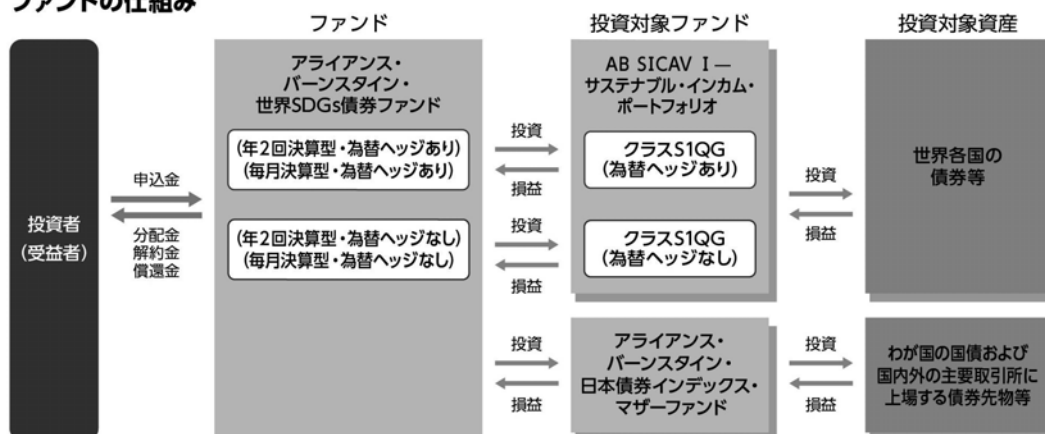 ファンドの仕組み
ファンド
投資対象ファンド
投資対象資産
投資者
(受益者)
申込金
分配金
解約金
償還金
アライアンス・
バーンスタイン・
世界SDGs債券ファンド
(年2回決算型・為替ヘッジあり)
(毎月決算型・為替ヘッジあり)
(年2回決算型・為替ヘッジなし)
(毎月決算型・為替ヘッジなし)
投資
損益
投資
損益
投資
損益
AB SICAV I—
サステナブル・インカム・
ポートフォリオ
クラスS1QG
(為替ヘッジあり)
クラスS1QG
(為替ヘッジなし)
アライアンス・
バーンスタイン・
日本債券インデックス・
マザーファンド
投資
損益
投資
損益
世界各国の
債券等
わが国の国債および
国内外の主要取引所に
上場する債券先物等